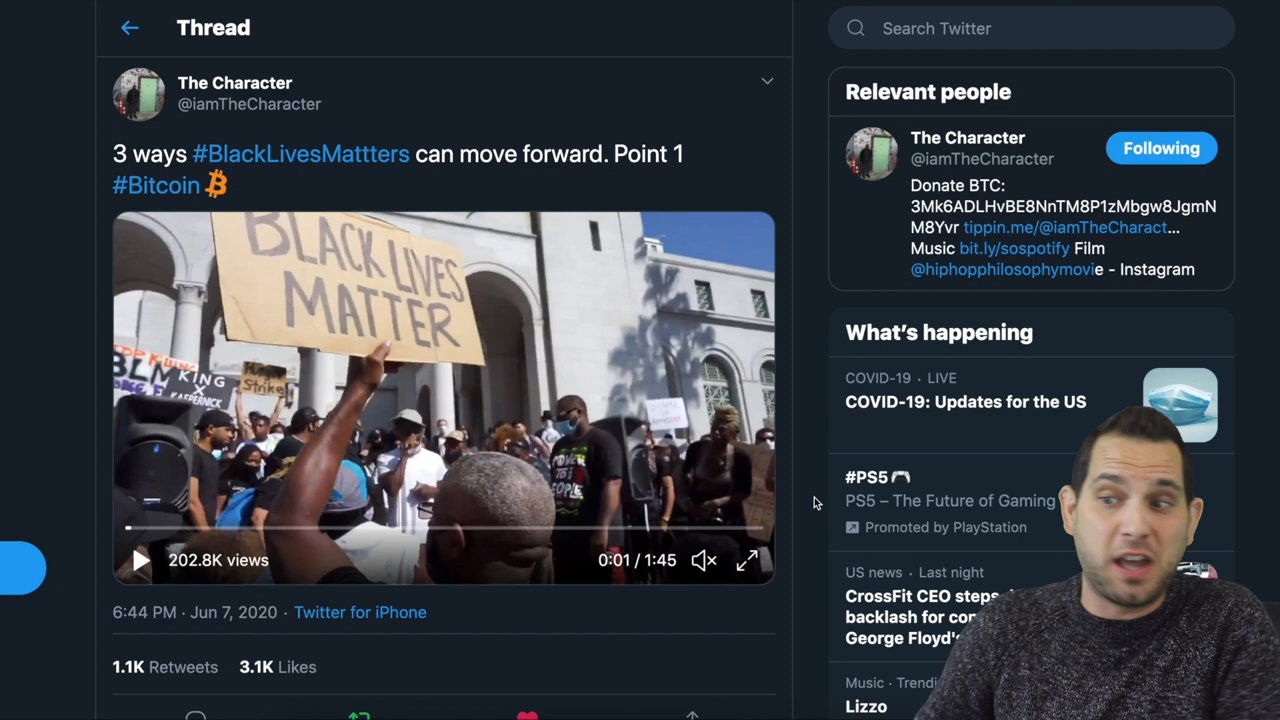 Thread
The Character
@iamTheCharacter
3 ways #BlackLivesMattters can move forward. Point 1
#Bitcoin
BLACK LIVES
MATTER
BLM
KING
X
KAEPERNICK
Strike
202.8K views
0:01 / 1:45
6:44 PM · Jun 7, 2020 · Twitter for iPhone
1.1K Retweets 3.1K Likes
Search Twitter
Relevant people
The Character
@iamTheCharacter
Following
Donate BTC:
3Mk6ADLHvBE8NnTM8P1zMbgw8JgmN
M8Yvr tippin.me/@iamTheCharact...
Music bit.ly/sospotify Film
@hiphopphilosophymovie - Instagram
What's happening
COVID-19 · LIVE
COVID-19: Updates for the US
#PS5
PS5 – The Future of Gaming
Promoted by PlayStation
US news · Last night
CrossFit CEO steps
backlash for
George Floyd's
Music · Trendi
Lizzo